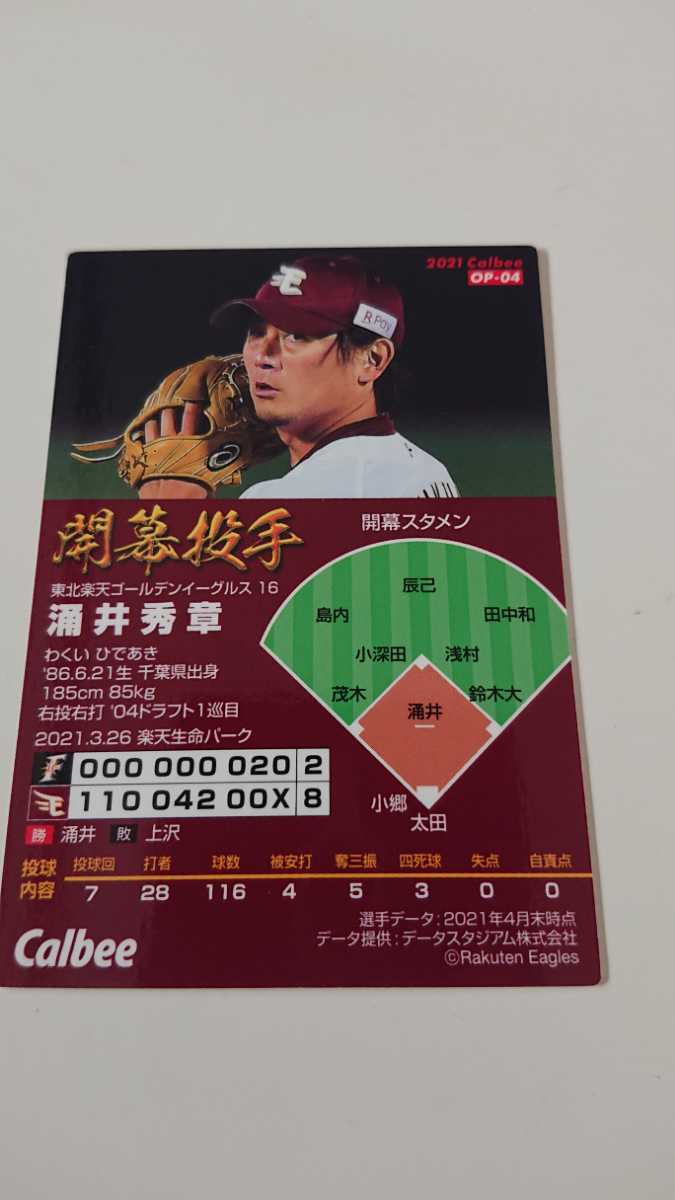 2021 Calbee
OP-04
R Pay
開幕投手
東北楽天ゴールデンイーグルス 16
涌井秀章
わくい ひであき
'86.6.21生 千葉県出身
185cm 85kg
右投右打 '04ドラフト1巡目
2021.3.26 楽天生命パーク
F 000 000 020 2
E 110 042 00X 8
勝 涌井 敗 上沢
開幕スタメン
辰己
島内 田中和
小深田 浅村
茂木 鈴木大
涌井
小郷
太田
投球内容
投球回 打者 球数 被安打 奪三振 四死球 失点 自責点
7 28 116 4 5 3 0 0
選手データ:2021年4月末時点
データ提供:データスタジアム株式会社
©Rakuten Eagles
Calbee